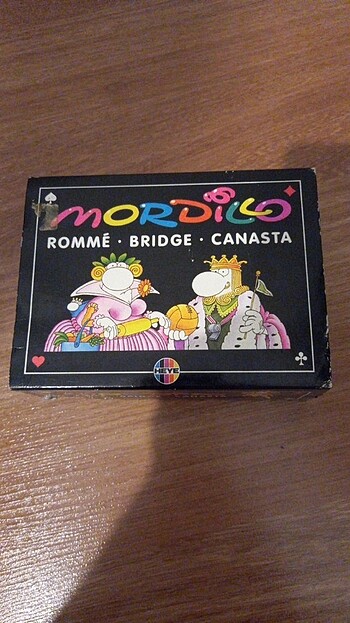 MORDILLO
ROMMÉ · BRIDGE · CANASTA
HEYE